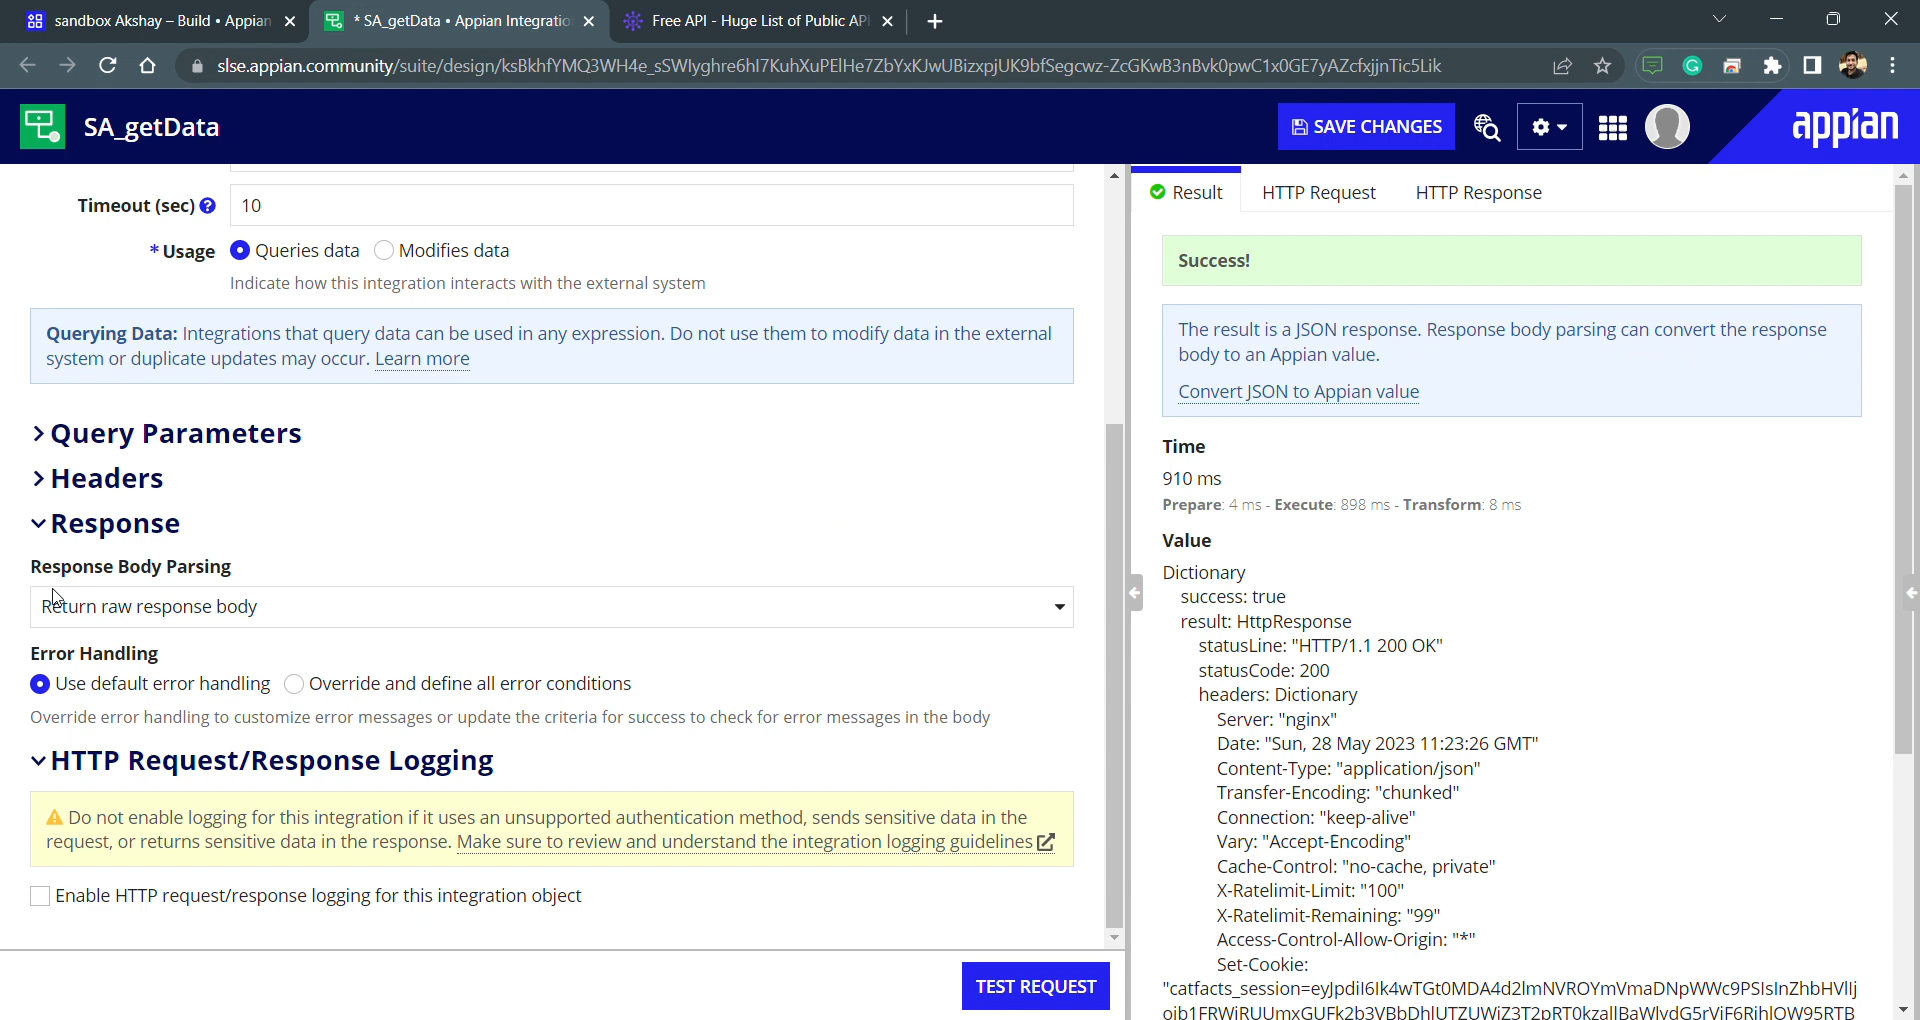 sandbox Akshay – Build • Appian
* SA_getData • Appian Integratio
Free API - Huge List of Public AP
SA_getData
SAVE CHANGES
appian
Timeout (sec)
10
* Usage
Queries data
Modifies data
Indicate how this integration interacts with the external system
Querying Data: Integrations that query data can be used in any expression. Do not use them to modify data in the external
system or duplicate updates may occur. Learn more
Query Parameters
Headers
Response
Response Body Parsing
Return raw response body
Error Handling
Use default error handling
Override and define all error conditions
Override error handling to customize error messages or update the criteria for success to check for error messages in the body
HTTP Request/Response Logging
Do not enable logging for this integration if it uses an unsupported authentication method, sends sensitive data in the
request, or returns sensitive data in the response. Make sure to review and understand the integration logging guidelines
Enable HTTP request/response logging for this integration object
TEST REQUEST
Result
HTTP Request
HTTP Response
Success!
The result is a JSON response. Response body parsing can convert the response
body to an Appian value.
Convert JSON to Appian value
Time
910 ms
Prepare: 4 ms - Execute: 898 ms - Transform: 8 ms
Value
Dictionary
success: true
result: HttpResponse
statusLine: "HTTP/1.1 200 OK"
statusCode: 200
headers: Dictionary
Server: "nginx"
Date: "Sun, 28 May 2023 11:23:26 GMT"
Content-Type: "application/json"
Transfer-Encoding: "chunked"
Connection: "keep-alive"
Vary: "Accept-Encoding"
Cache-Control: "no-cache, private"
X-Ratelimit-Limit: "100"
X-Ratelimit-Remaining: "99"
Access-Control-Allow-Origin: "*"
Set-Cookie: